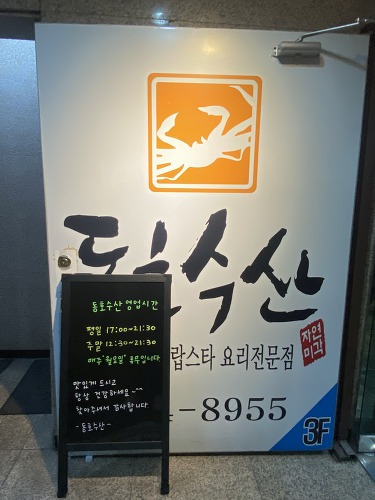 동호수산
랍스타 요리전문점
자연
미각
-8955
3F
동호수산 영업시간
평일 17:00~21:30
주말 12:30~21:30
매주 "월요일" 휴무입니다
맛있게 드시고
항상 건강하세요~^^
찾아주셔서 감사합니다
-동호수산-